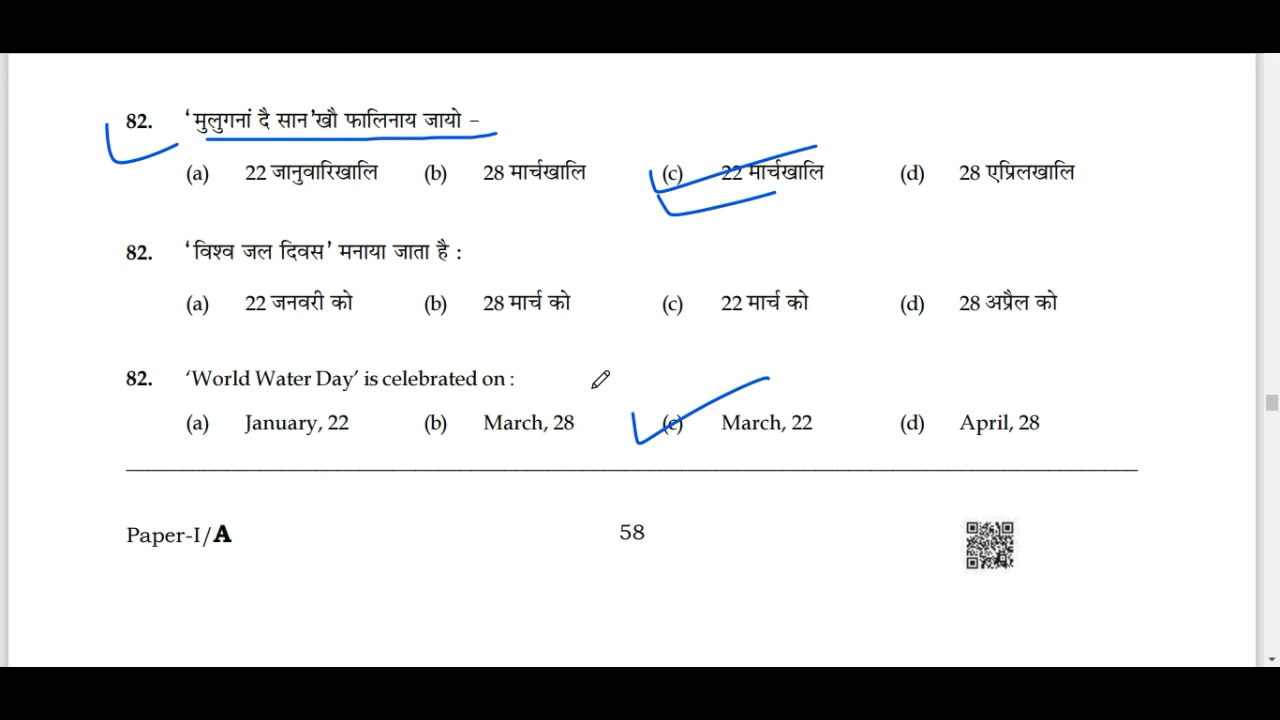 82. 'मुलुगनां दै सान'खौ फालिनाय जायो –
(a) 22 जानुवारिखालि (b) 28 मार्चखालि (c) 22 मार्चखालि (d) 28 एप्रिलखालि
82. 'विश्व जल दिवस' मनाया जाता है :
(a) 22 जनवरी को (b) 28 मार्च को (c) 22 मार्च को (d) 28 अप्रैल को
82. 'World Water Day' is celebrated on :
(a) January, 22 (b) March, 28 (c) March, 22 (d) April, 28
Paper-I/A 58